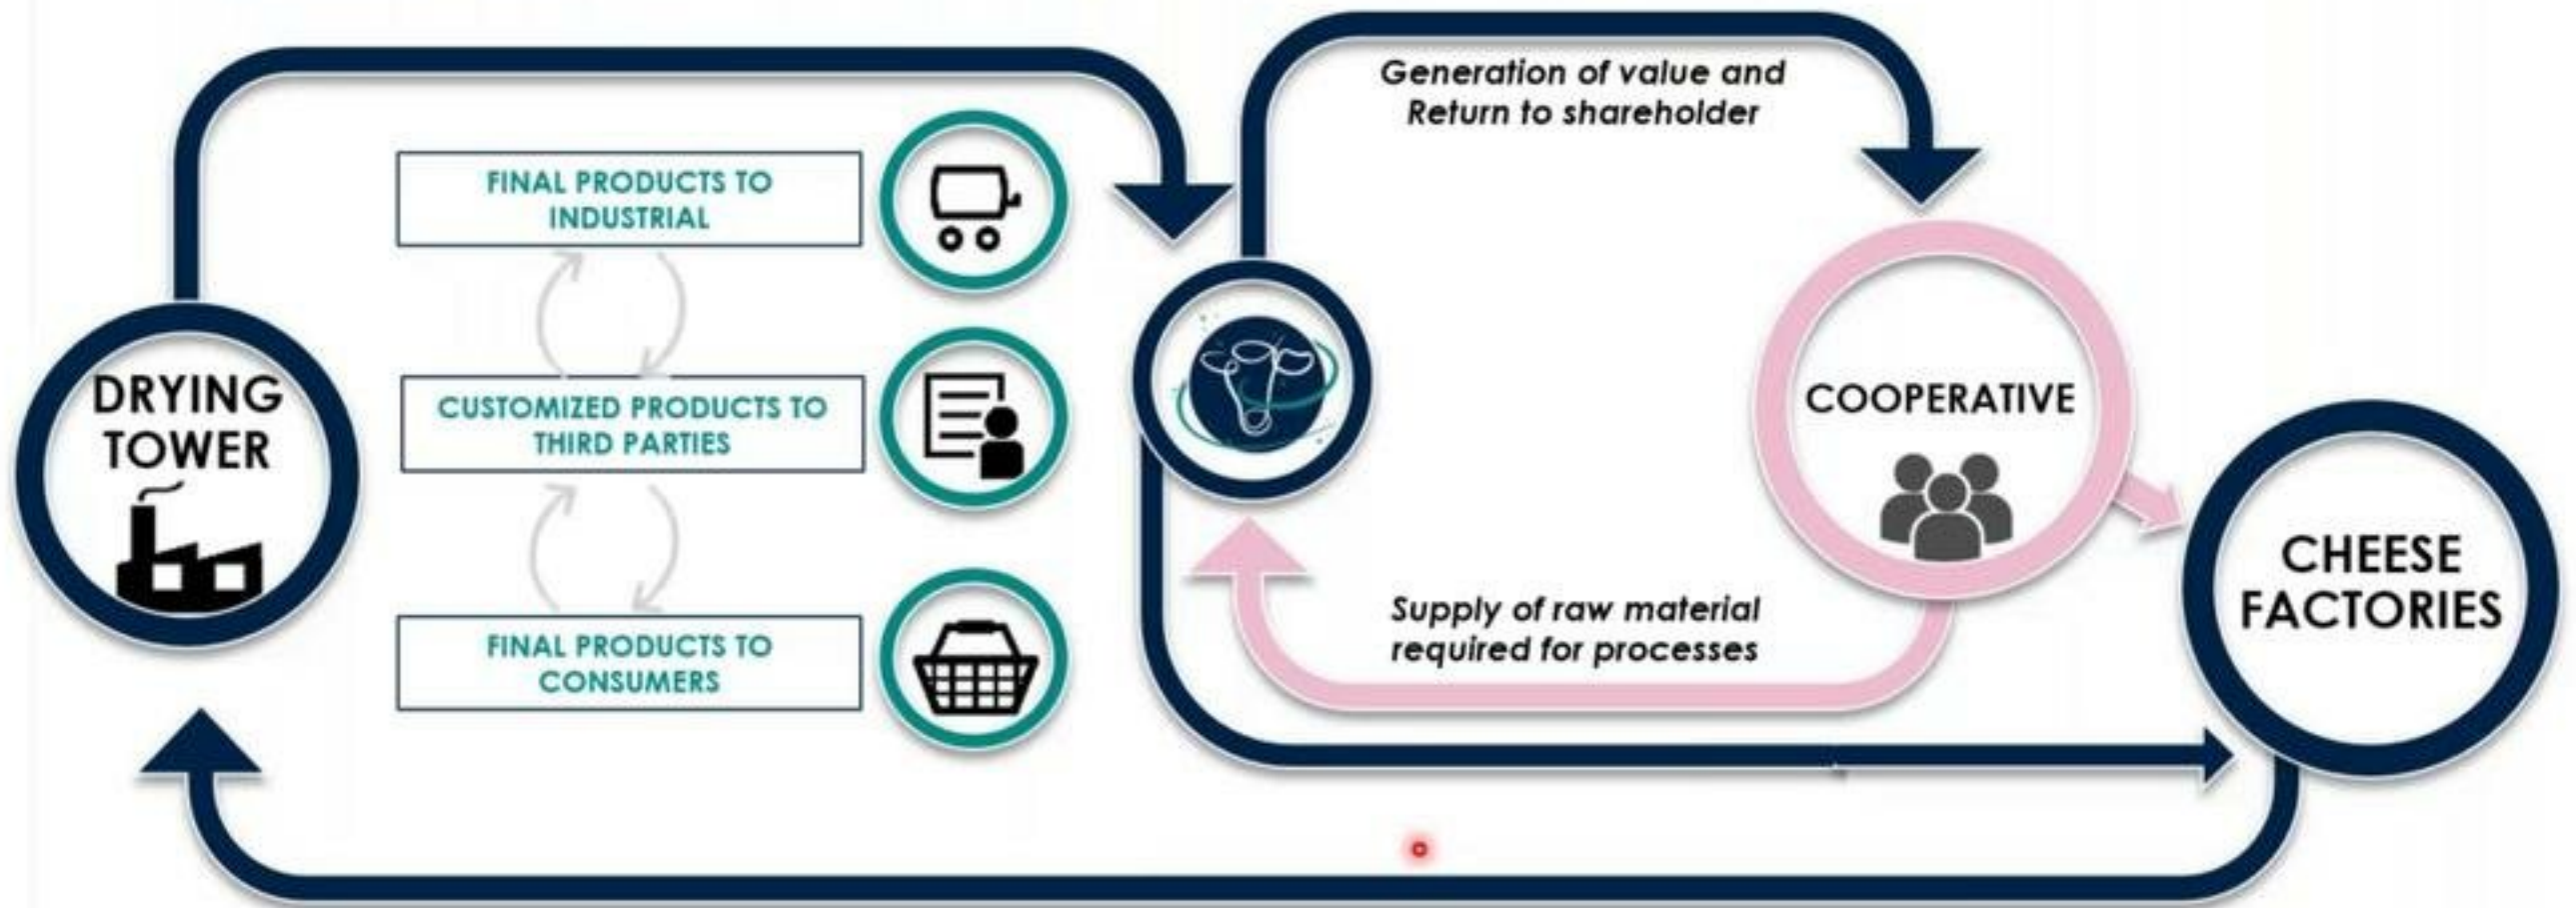 Generation of value and
Return to shareholder
FINAL PRODUCTS TO
INDUSTRIAL
DRYING
TOWER
CUSTOMIZED PRODUCTS TO
THIRD PARTIES
COOPERATIVE
CHEESE
FACTORIES
Supply of raw material
required for processes
FINAL PRODUCTS TO
CONSUMERS